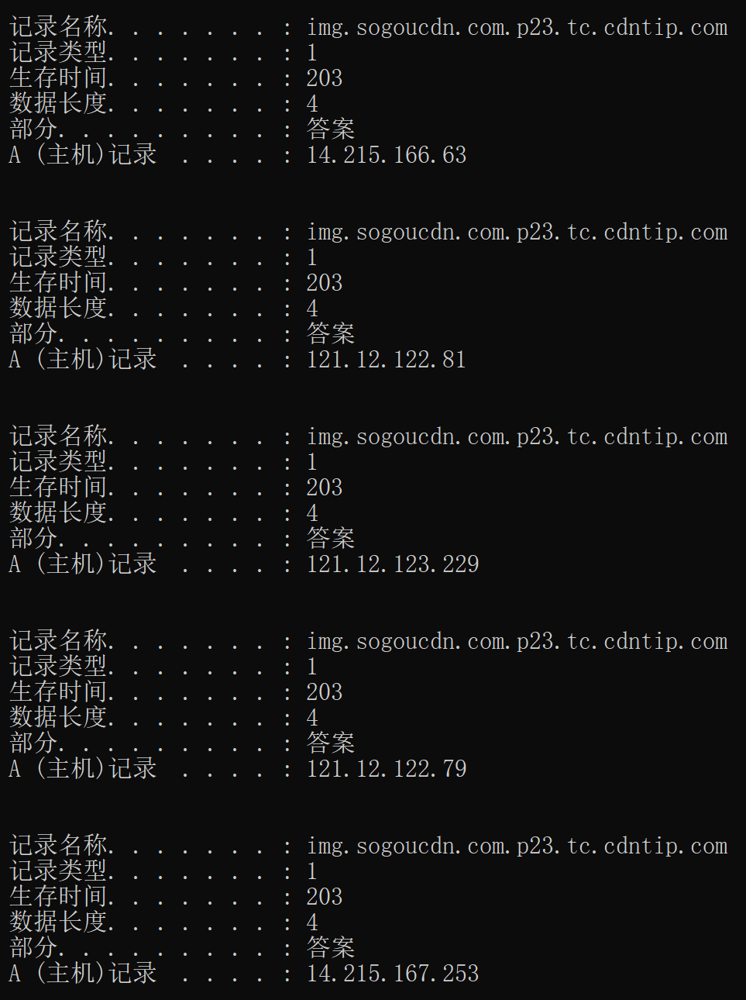 记录名称. . . . . . . : img.sogoucdn.com.p23.tc.cdntip.com
记录类型. . . . . . . : 1
生存时间. . . . . . . : 203
数据长度. . . . . . . : 4
部分. . . . . . . . . : 答案
A (主机)记录  . . . . : 14.215.166.63
记录名称. . . . . . . : img.sogoucdn.com.p23.tc.cdntip.com
记录类型. . . . . . . : 1
生存时间. . . . . . . : 203
数据长度. . . . . . . : 4
部分. . . . . . . . . : 答案
A (主机)记录  . . . . : 121.12.122.81
记录名称. . . . . . . : img.sogoucdn.com.p23.tc.cdntip.com
记录类型. . . . . . . : 1
生存时间. . . . . . . : 203
数据长度. . . . . . . : 4
部分. . . . . . . . . : 答案
A (主机)记录  . . . . : 121.12.123.229
记录名称. . . . . . . : img.sogoucdn.com.p23.tc.cdntip.com
记录类型. . . . . . . : 1
生存时间. . . . . . . : 203
数据长度. . . . . . . : 4
部分. . . . . . . . . : 答案
A (主机)记录  . . . . : 121.12.122.79
记录名称. . . . . . . : img.sogoucdn.com.p23.tc.cdntip.com
记录类型. . . . . . . : 1
生存时间. . . . . . . : 203
数据长度. . . . . . . : 4
部分. . . . . . . . . : 答案
A (主机)记录  . . . . : 14.215.167.253